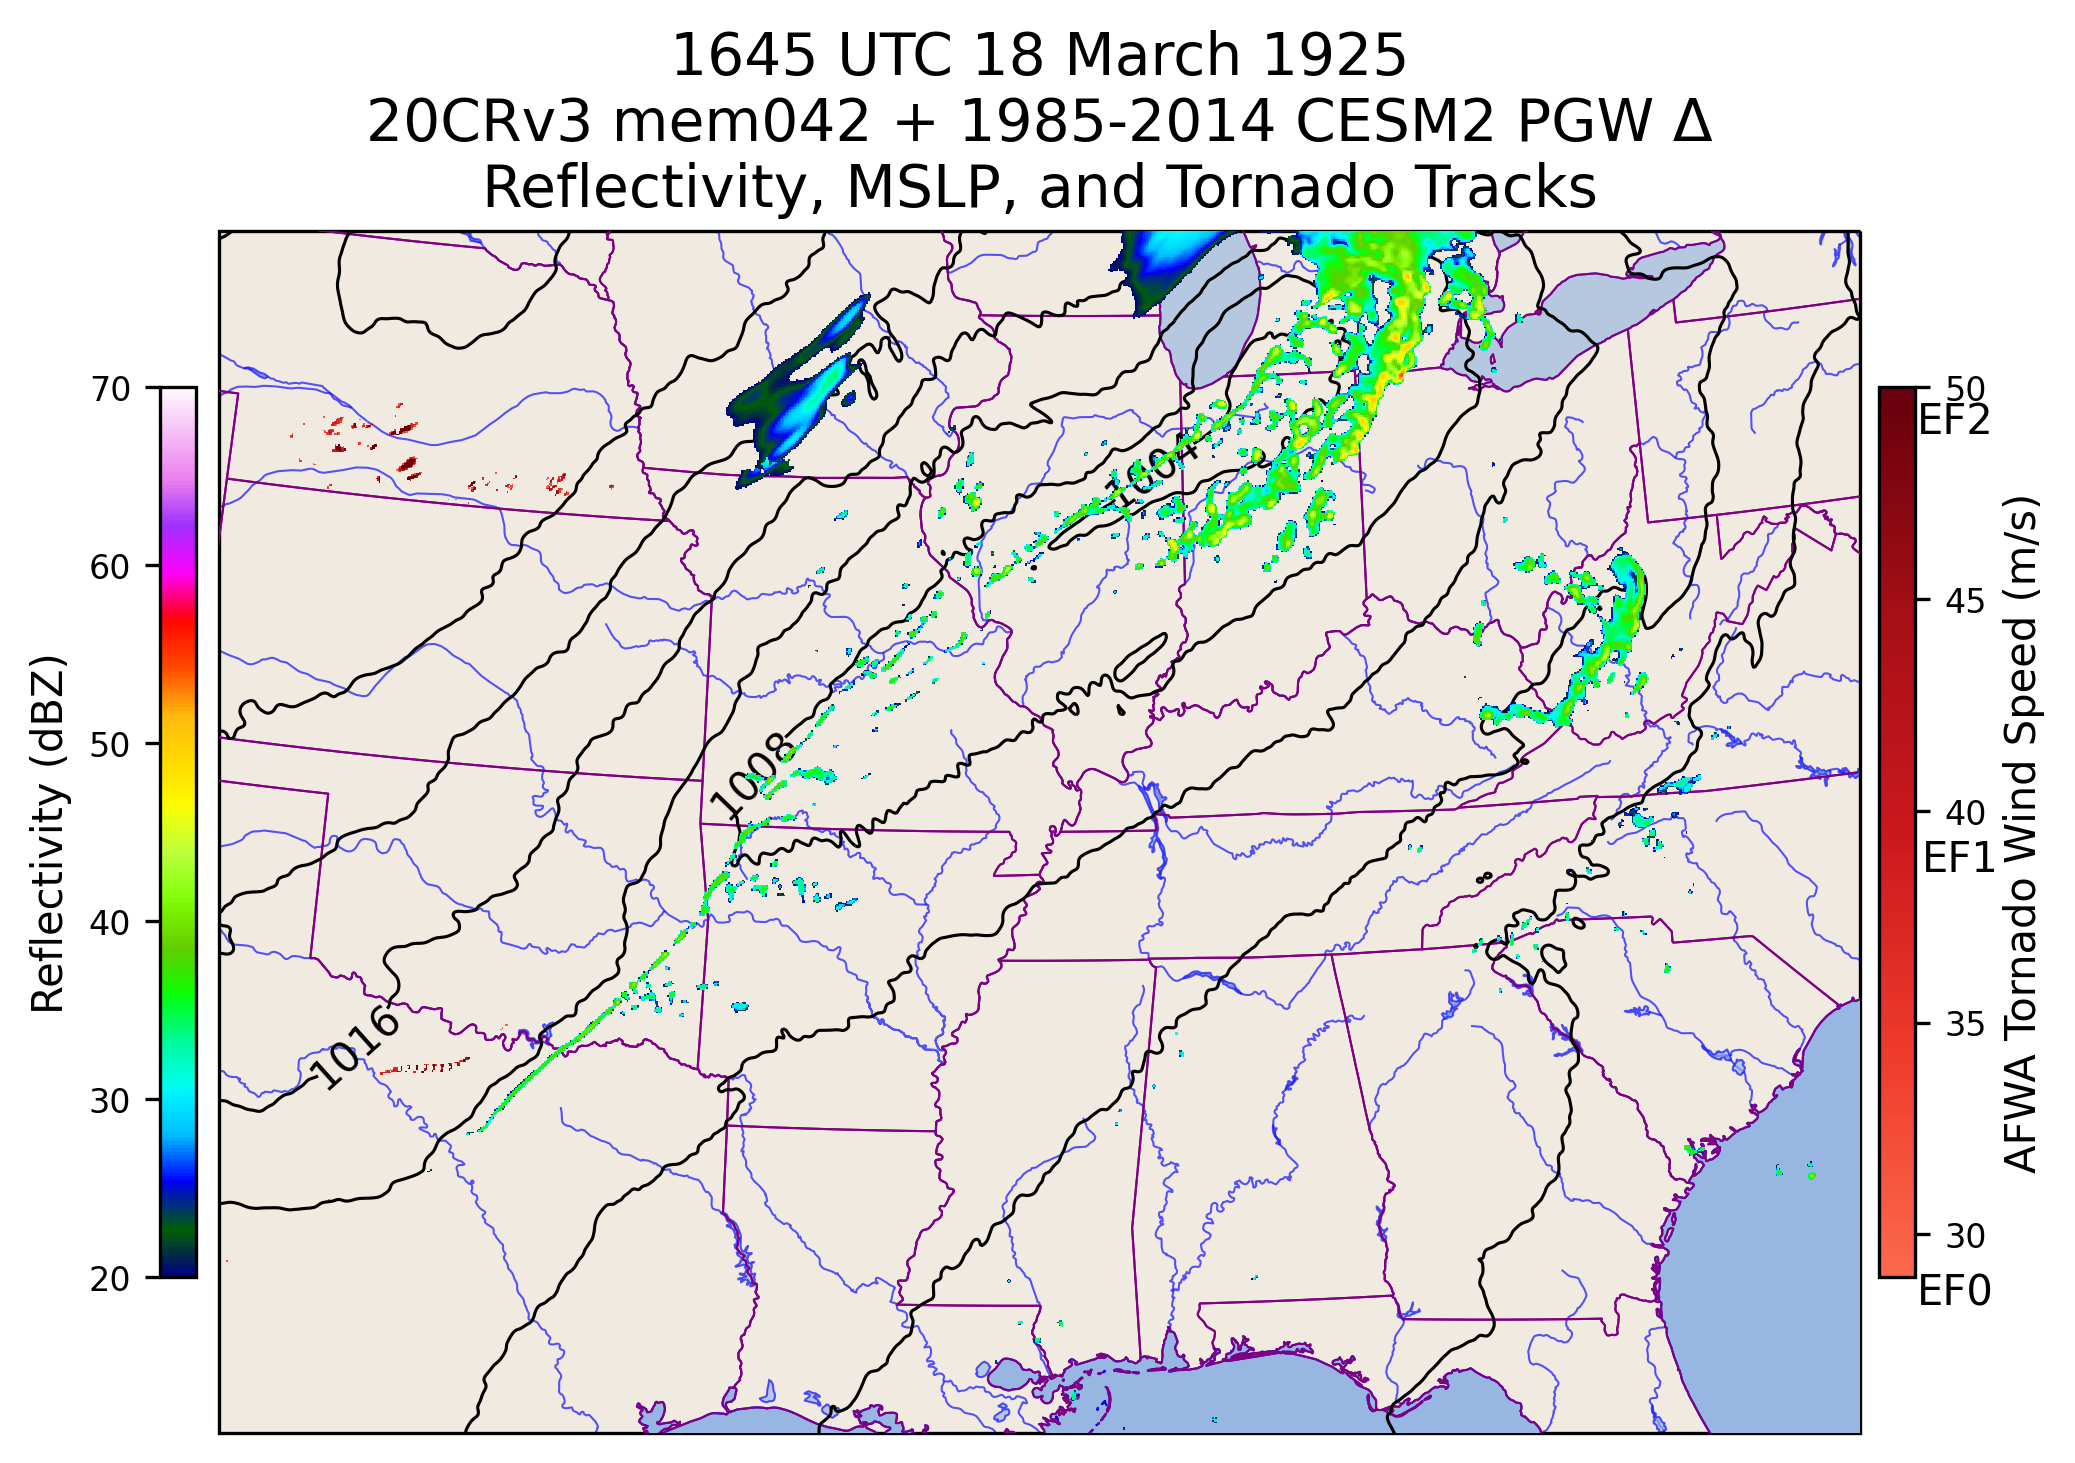 1645 UTC 18 March 1925
20CRv3 mem042 + 1985-2014 CESM2 PGW Δ
Reflectivity, MSLP, and Tornado Tracks
Reflectivity (dBZ)
70
60
50
40
30
20
1004
1008
1016
50
EF2
45
40
EF1
35
30
EF0
AFWA Tornado Wind Speed (m/s)